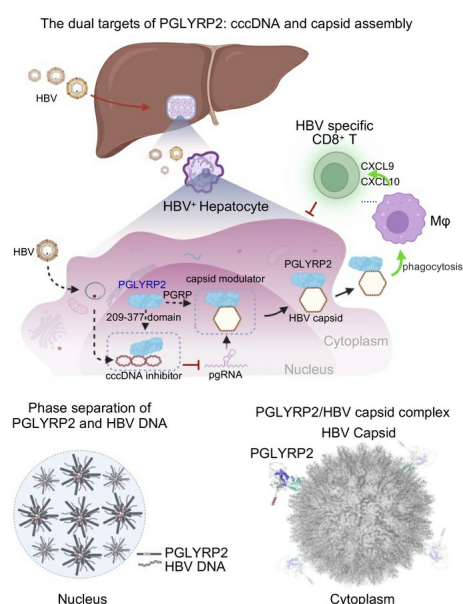 The dual targets of PGLYRP2: cccDNA and capsid assembly
HBV
HBV specific
CD8⁺ T
CXCL9
CXCL10
......
Mφ
HBV⁺ Hepatocyte
phagocytosis
HBV
PGLYRP2
PGRP
capsid modulator
PGLYRP2
209-377 domain
HBV capsid
cccDNA inhibitor
pgRNA
Cytoplasm
Nucleus
Phase separation of
PGLYRP2 and HBV DNA
PGLYRP2
HBV DNA
Nucleus
PGLYRP2/HBV capsid complex
HBV Capsid
PGLYRP2
Cytoplasm